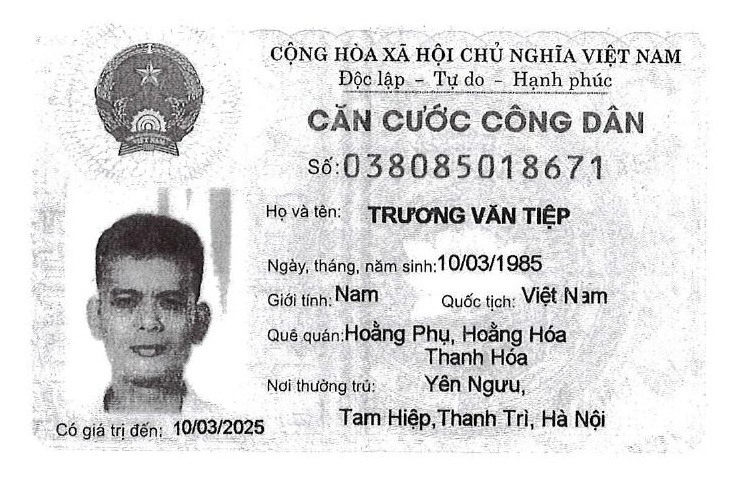 CỘNG HÒA XÃ HỘI CHỦ NGHĨA VIỆT NAM
Độc lập - Tự do - Hạnh phúc
CĂN CƯỚC CÔNG DÂN
Số: 038085018671
Họ và tên: TRƯƠNG VĂN TIỆP
Ngày, tháng, năm sinh: 10/03/1985
Giới tính: Nam Quốc tịch: Việt Nam
Quê quán: Hoằng Phụ, Hoằng Hóa
Thanh Hóa
Nơi thường trú: Yên Ngưu,
Tam Hiệp, Thanh Trì, Hà Nội
Có giá trị đến: 10/03/2025
VIỆT NAM